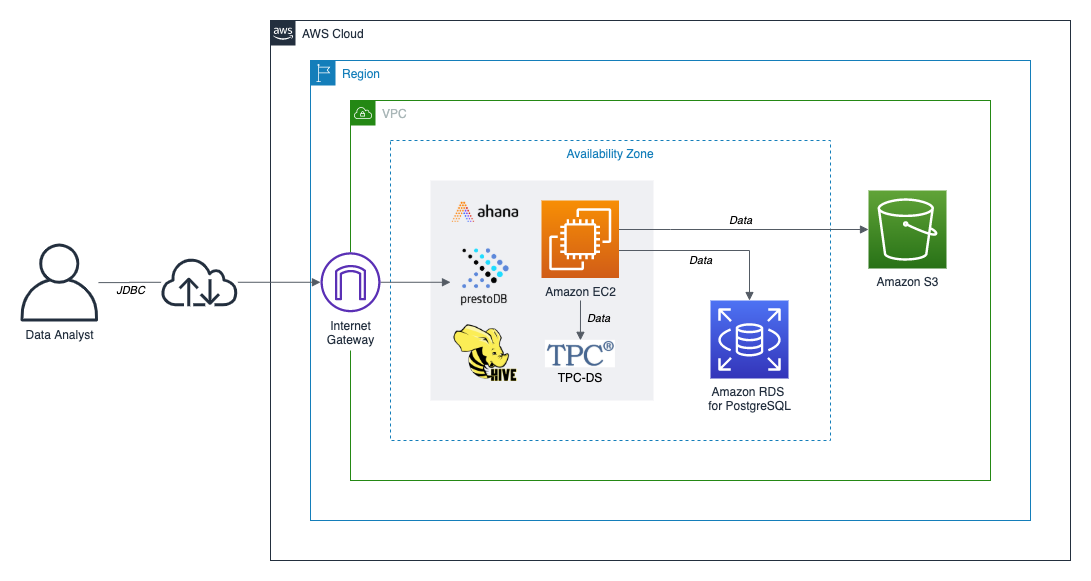 aws
AWS Cloud
Region
VPC
Availability Zone
ahana
prestoDB
HIVE
Amazon EC2
Data
TPC®
TPC-DS
Data
Data
Amazon S3
Amazon RDS
for PostgreSQL
Data Analyst
JDBC
Internet
Gateway